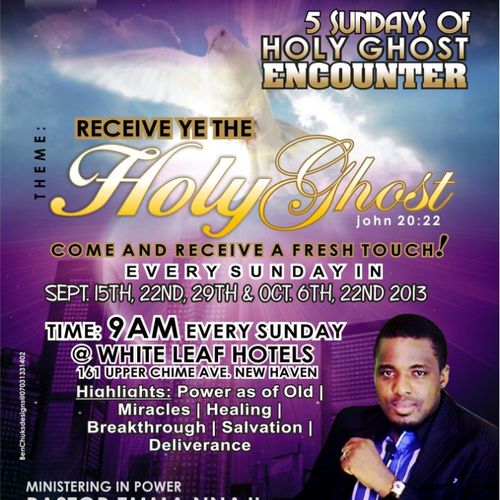 5 SUNDAYS OF
HOLY GHOST
ENCOUNTER
THEME:
RECEIVE YE THE
Holy Ghost
john 20:22
COME AND RECEIVE A FRESH TOUCH!
EVERY SUNDAY IN
SEPT. 15TH, 22ND, 29TH & OCT. 6TH, 22ND 2013
TIME: 9AM EVERY SUNDAY
@ WHITE LEAF HOTELS
161 UPPER CHIME AVE. NEW HAVEN
Highlights: Power as of Old |
Miracles | Healing |
Breakthrough | Salvation |
Deliverance
BenChuksdesigns@07031331402
MINISTERING IN POWER
PASTOR EMMA